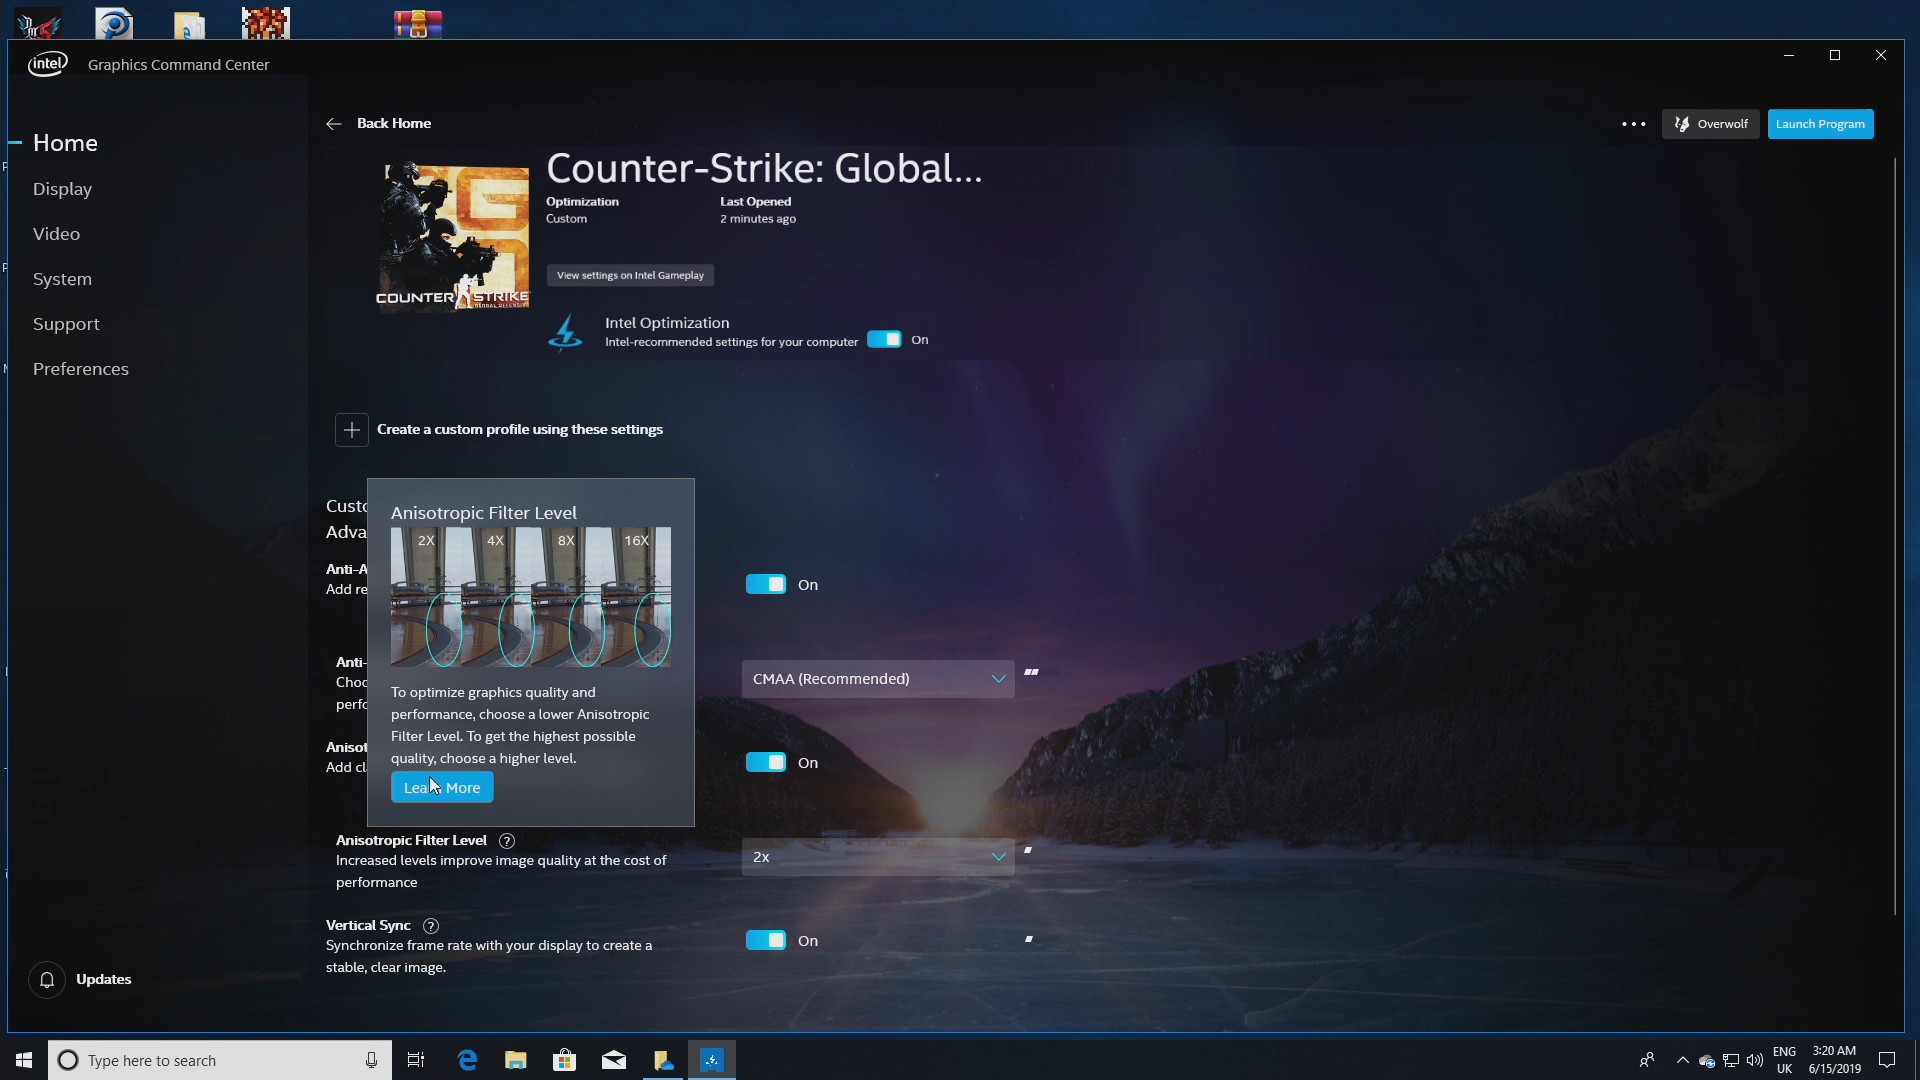 intel
Graphics Command Center
Back Home
Overwolf
Launch Program
Home
Display
Video
System
Support
Preferences
Updates
COUNTER STRIKE
GLOBAL OFFENSIVE
Counter-Strike: Global...
Optimization
Custom
Last Opened
2 minutes ago
View settings on Intel Gameplay
Intel Optimization
Intel-recommended settings for your computer
On
Create a custom profile using these settings
Custo
Adva
Anti-A
Add re
On
Anti-
Choo
perfo
CMAA (Recommended)
Anisot
Add cla
On
Anisotropic Filter Level
2X 4X 8X 16X
To optimize graphics quality and
performance, choose a lower Anisotropic
Filter Level. To get the highest possible
quality, choose a higher level.
Learn More
Anisotropic Filter Level ?
Increased levels improve image quality at the cost of
performance
2x
Vertical Sync ?
Synchronize frame rate with your display to create a
stable, clear image.
On
Type here to search
ENG
UK
3:20 AM
6/15/2019